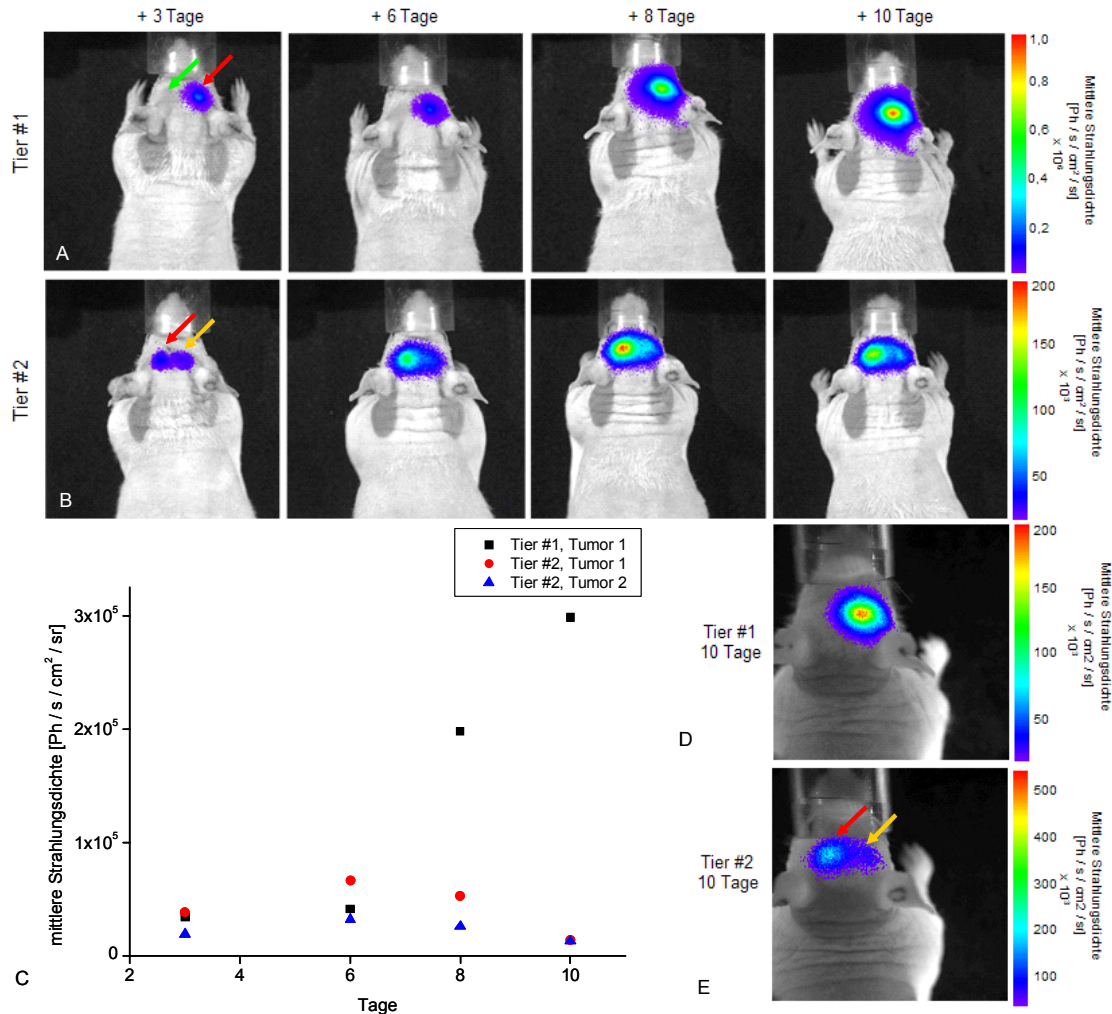 + 3 Tage
+ 6 Tage
+ 8 Tage
+ 10 Tage
Tier #1
A
1,0
0,8
0,6
0,4
0,2
Mittlere Strahlungsdichte
[Ph / s / cm² / sr]
× 10⁶
Tier #2
B
200
150
100
50
Mittlere Strahlungsdichte
[Ph / s / cm² / sr]
× 10³
Tier #1, Tumor 1
Tier #2, Tumor 1
Tier #2, Tumor 2
mittlere Strahlungsdichte [Ph / s / cm² / sr]
3x10⁵
2x10⁵
1x10⁵
0
2
4
6
8
10
Tage
C
Tier #1
10 Tage
D
200
150
100
50
Mittlere Strahlungsdichte
[Ph / s / cm2 / sr]
× 10³
Tier #2
10 Tage
E
500
400
300
200
100
Mittlere Strahlungsdichte
[Ph / s / cm2 / sr]
× 10³